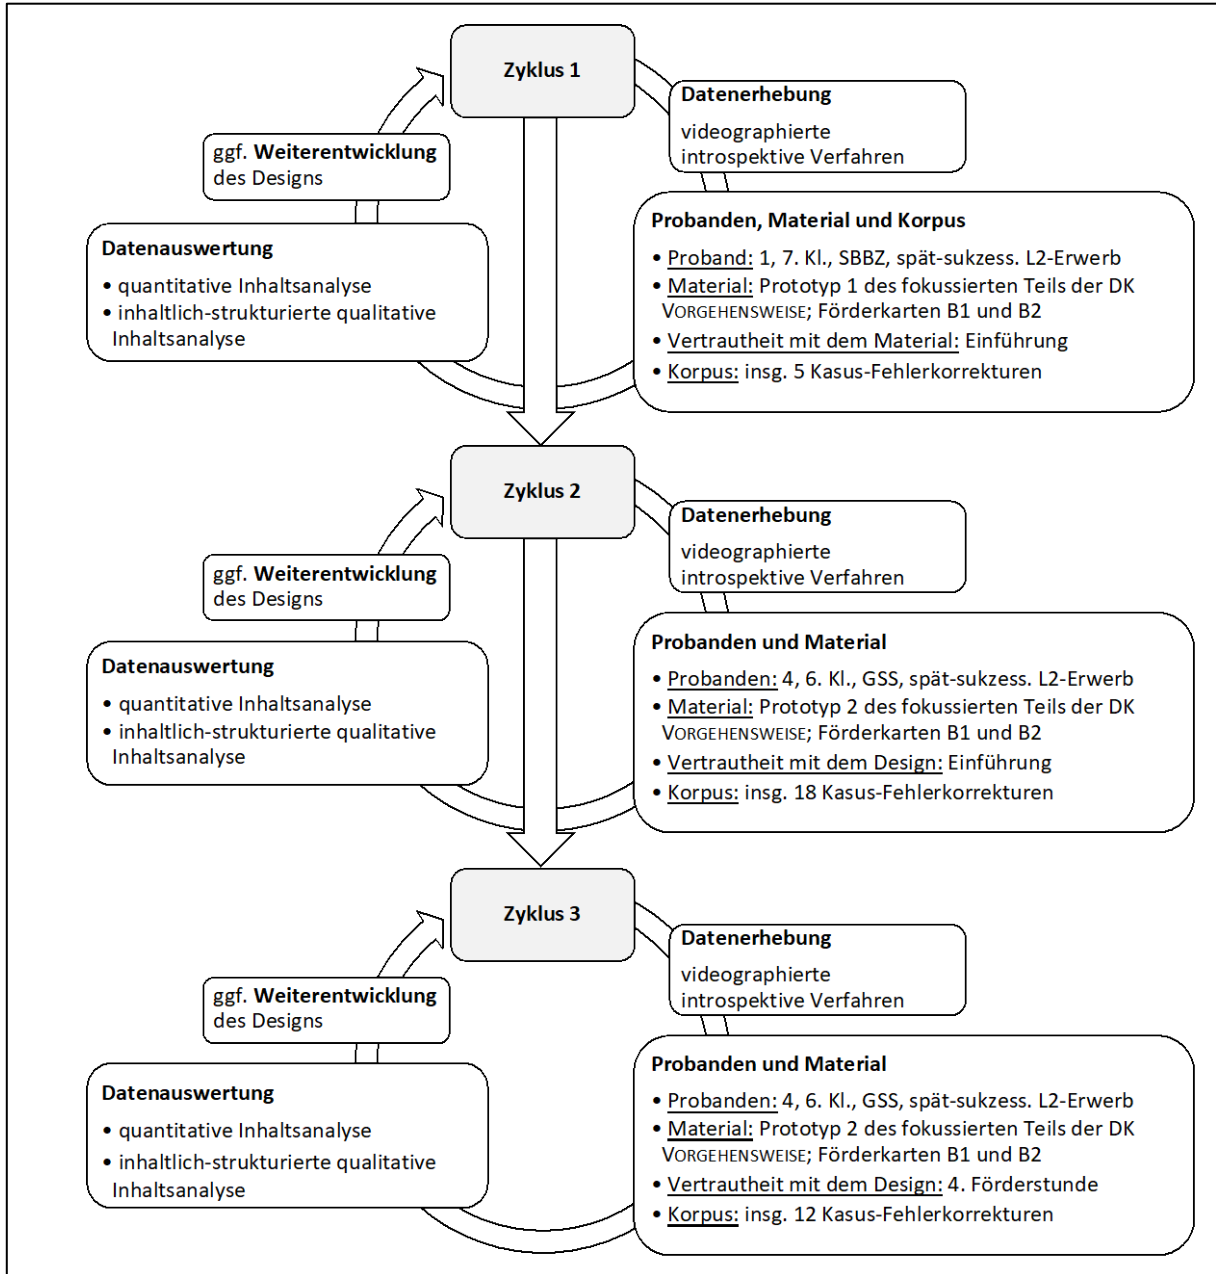 Zyklus 1
Datenerhebung
videographierte
introspektive Verfahren
ggf. Weiterentwicklung
des Designs
Probanden, Material und Korpus
• Proband: 1, 7. Kl., SBBZ, spät-sukzess. L2-Erwerb
• Material: Prototyp 1 des fokussierten Teils der DK
VORGEHENSWEISE; Förderkarten B1 und B2
• Vertrautheit mit dem Material: Einführung
• Korpus: insg. 5 Kasus-Fehlerkorrekturen
Datenauswertung
• quantitative Inhaltsanalyse
• inhaltlich-strukturierte qualitative
Inhaltsanalyse
Zyklus 2
Datenerhebung
videographierte
introspektive Verfahren
ggf. Weiterentwicklung
des Designs
Probanden und Material
• Probanden: 4, 6. Kl., GSS, spät-sukzess. L2-Erwerb
• Material: Prototyp 2 des fokussierten Teils der DK
VORGEHENSWEISE; Förderkarten B1 und B2
• Vertrautheit mit dem Design: Einführung
• Korpus: insg. 18 Kasus-Fehlerkorrekturen
Datenauswertung
• quantitative Inhaltsanalyse
• inhaltlich-strukturierte qualitative
Inhaltsanalyse
Zyklus 3
Datenerhebung
videographierte
introspektive Verfahren
ggf. Weiterentwicklung
des Designs
Probanden und Material
• Probanden: 4, 6. Kl., GSS, spät-sukzess. L2-Erwerb
• Material: Prototyp 2 des fokussierten Teils der DK
VORGEHENSWEISE; Förderkarten B1 und B2
• Vertrautheit mit dem Design: 4. Förderstunde
• Korpus: insg. 12 Kasus-Fehlerkorrekturen
Datenauswertung
• quantitative Inhaltsanalyse
• inhaltlich-strukturierte qualitative
Inhaltsanalyse